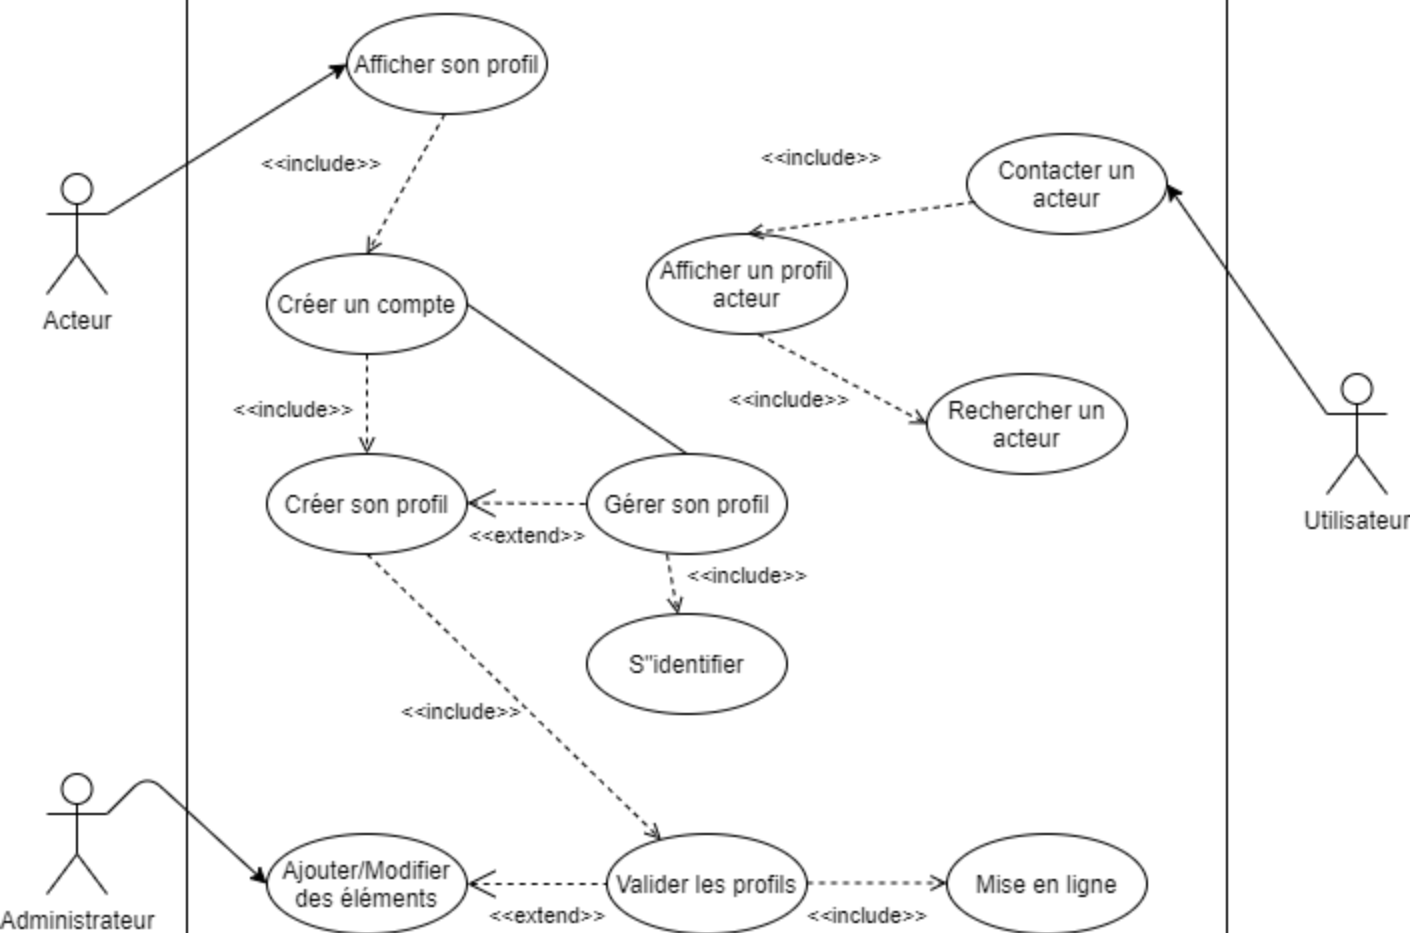 Afficher son profil
<<include>>
<<include>>
Contacter un
acteur
Afficher un profil
acteur
Créer un compte
Acteur
<<include>>
<<include>>
Rechercher un
acteur
Créer son profil
Gérer son profil
Utilisateur
<<extend>>
<<include>>
S"identifier
<<include>>
Ajouter/Modifier
des éléments
Valider les profils
Mise en ligne
<<extend>>
<<include>>
Administrateur